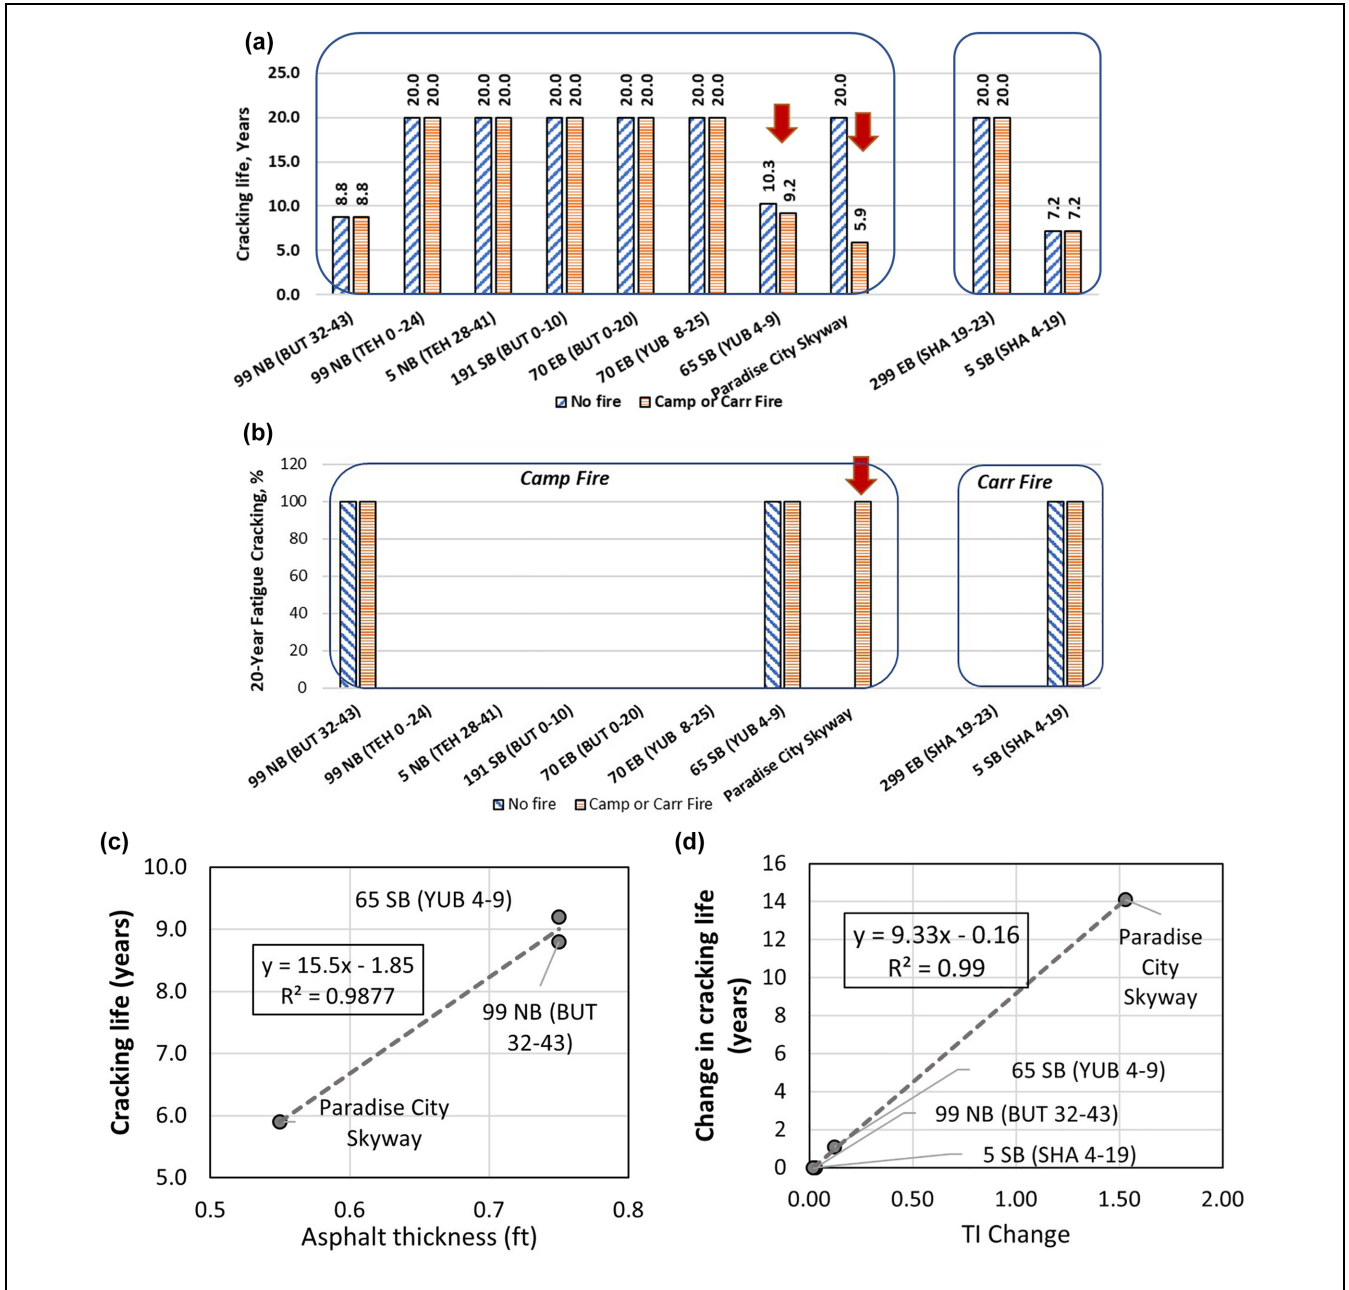 (a)
Cracking life, Years
25.0
20.0
15.0
10.0
5.0
0.0
8.8 8.8
20.0 20.0
20.0 20.0
20.0 20.0
20.0 20.0
20.0 20.0
10.3 9.2
20.0 5.9
20.0 20.0
7.2 7.2
99 NB (BUT 32-43)
99 NB (TEH 0-24)
5 NB (TEH 28-41)
191 SB (BUT 0-10)
70 EB (BUT 0-20)
70 EB (YUB 8-25)
65 SB (YUB 4-9)
Paradise City Skyway
299 EB (SHA 19-23)
5 SB (SHA 4-19)
No fire Camp or Carr Fire
(b)
20-Year Fatigue Cracking, %
120
100
80
60
40
20
0
Camp Fire
Carr Fire
99 NB (BUT 32-43)
99 NB (TEH 0-24)
5 NB (TEH 28-41)
191 SB (BUT 0-10)
70 EB (BUT 0-20)
70 EB (YUB 8-25)
65 SB (YUB 4-9)
Paradise City Skyway
299 EB (SHA 19-23)
5 SB (SHA 4-19)
No fire Camp or Carr Fire
(c)
Cracking life (years)
10.0
9.0
8.0
7.0
6.0
5.0
65 SB (YUB 4-9)
y = 15.5x - 1.85
R² = 0.9877
99 NB (BUT
32-43)
Paradise City
Skyway
0.5 0.6 0.7 0.8
Asphalt thickness (ft)
(d)
Change in cracking life
(years)
16
14
12
10
8
6
4
2
0
y = 9.33x - 0.16
R² = 0.99
Paradise
City
Skyway
65 SB (YUB 4-9)
99 NB (BUT 32-43)
5 SB (SHA 4-19)
0.00 0.50 1.00 1.50 2.00
TI Change